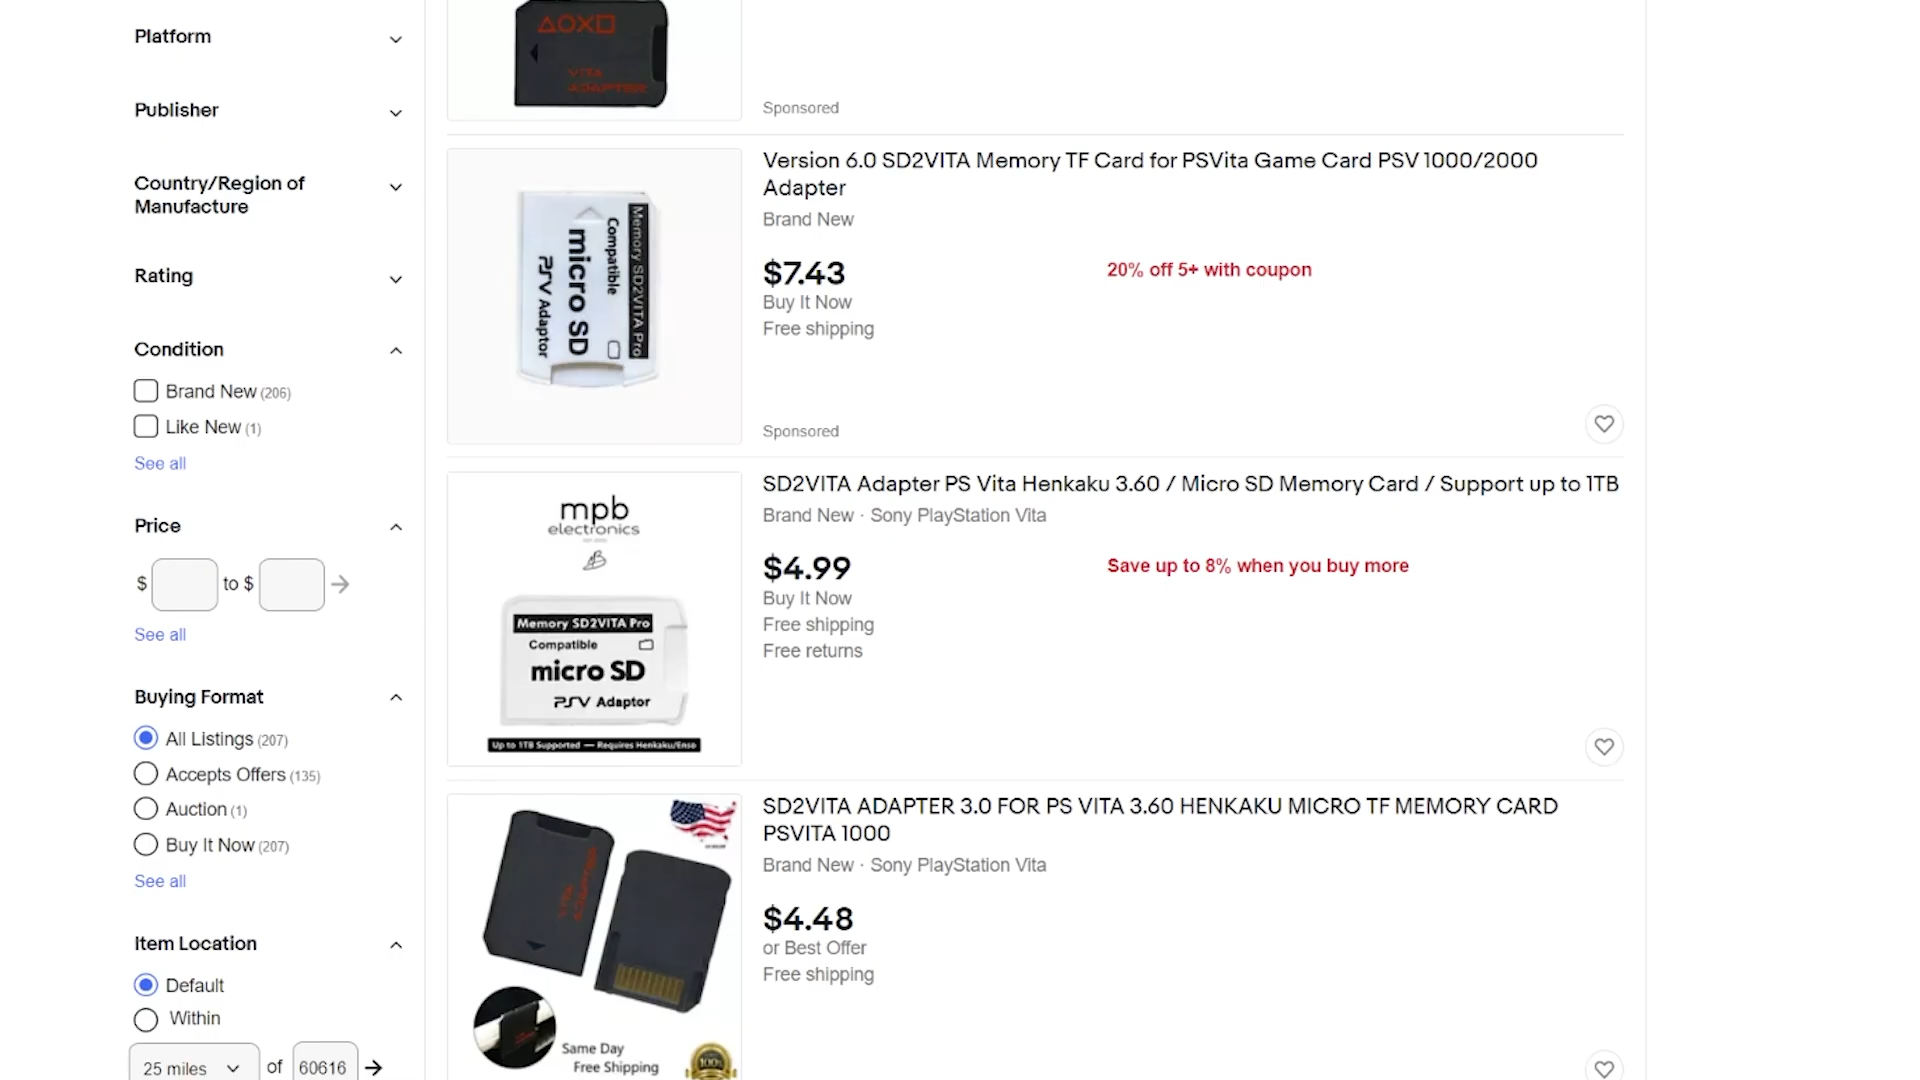 Platform
Publisher
Country/Region of
Manufacture
Rating
Condition
Brand New (206)
Like New (1)
See all
Price
$ to $
See all
Buying Format
All Listings (207)
Accepts Offers (135)
Auction (1)
Buy It Now (207)
See all
Item Location
Default
Within
25 miles of 60616
VITA
ADAPTER
Sponsored
Memory SD2VITA Pro
Compatible
micro SD
PSV Adaptor
Version 6.0 SD2VITA Memory TF Card for PSVita Game Card PSV 1000/2000
Adapter
Brand New
$7.43
20% off 5+ with coupon
Buy It Now
Free shipping
Sponsored
mpb
electronics
Memory SD2VITA Pro
Compatible
micro SD
PSV Adaptor
Up to 1TB Supported — Requires Henkaku/Enso
SD2VITA Adapter PS Vita Henkaku 3.60 / Micro SD Memory Card / Support up to 1TB
Brand New · Sony PlayStation Vita
$4.99
Save up to 8% when you buy more
Buy It Now
Free shipping
Free returns
VITA
ADAPTER
Same Day
Free Shipping
100%
SD2VITA ADAPTER 3.0 FOR PS VITA 3.60 HENKAKU MICRO TF MEMORY CARD
PSVITA 1000
Brand New · Sony PlayStation Vita
$4.48
or Best Offer
Free shipping